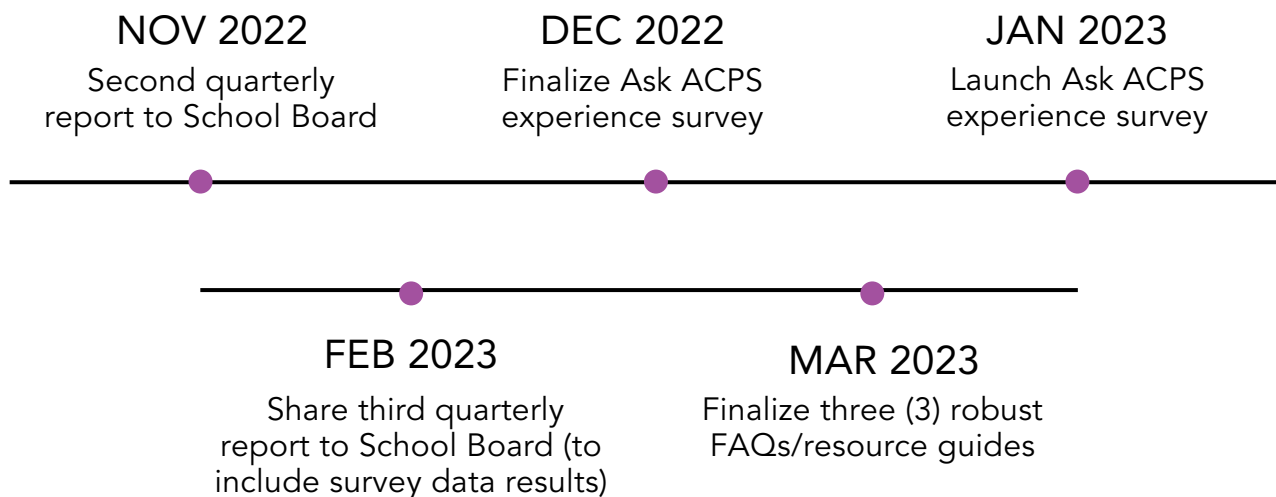 NOV 2022
Second quarterly
report to School Board
DEC 2022
Finalize Ask ACPS
experience survey
JAN 2023
Launch Ask ACPS
experience survey
FEB 2023
Share third quarterly
report to School Board (to
include survey data results)
MAR 2023
Finalize three (3) robust
FAQs/resource guides